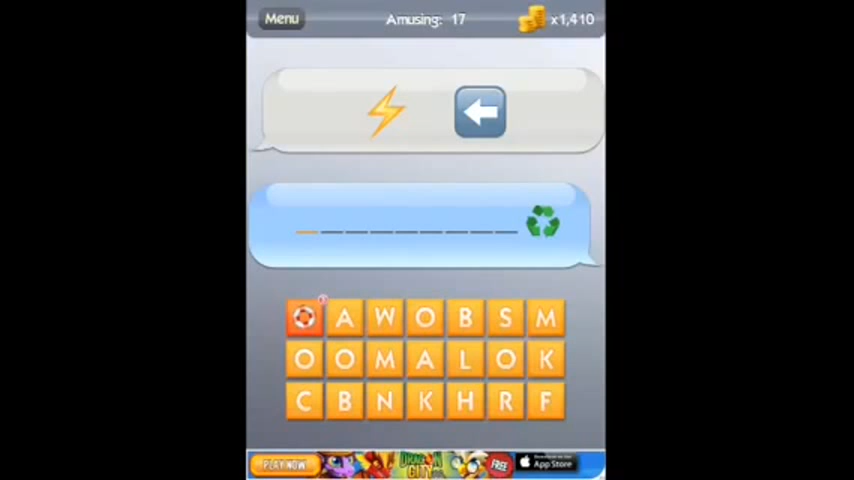 Menu Amusing: 17 x1,410
A W O B S M
O O M A L O K
C B N K H R F
PLAY NOW! DRAGON CITY FREE App Store